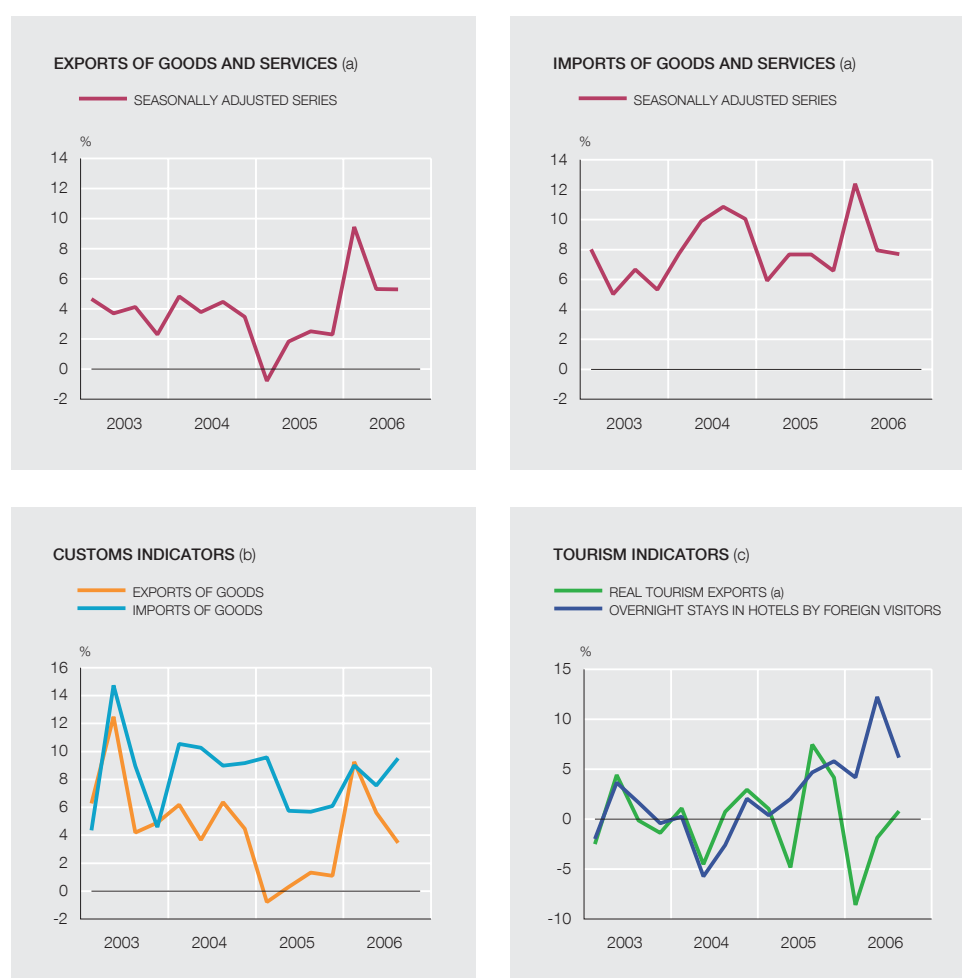 EXPORTS OF GOODS AND SERVICES (a)
SEASONALLY ADJUSTED SERIES
%
14
12
10
8
6
4
2
0
-2
2003 2004 2005 2006
IMPORTS OF GOODS AND SERVICES (a)
SEASONALLY ADJUSTED SERIES
%
14
12
10
8
6
4
2
0
-2
2003 2004 2005 2006
CUSTOMS INDICATORS (b)
EXPORTS OF GOODS
IMPORTS OF GOODS
%
16
14
12
10
8
6
4
2
0
-2
2003 2004 2005 2006
TOURISM INDICATORS (c)
REAL TOURISM EXPORTS (a)
OVERNIGHT STAYS IN HOTELS BY FOREIGN VISITORS
%
15
10
5
0
-5
-10
2003 2004 2005 2006